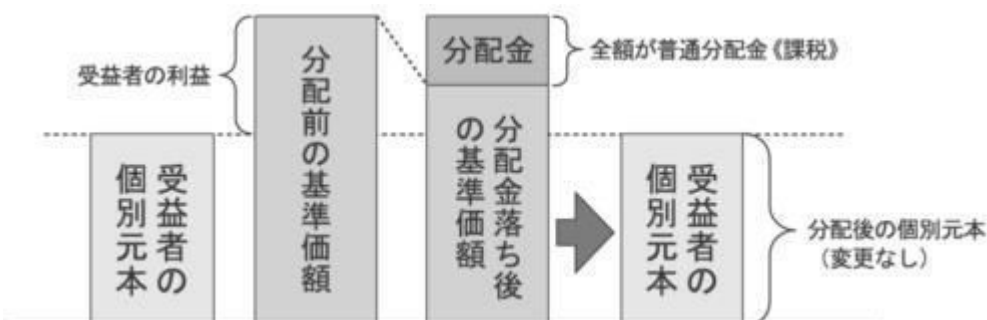 受益者の利益
受益者の
個別元本
分配前の基準価額
分配金
全額が普通分配金《課税》
分配金落ち後
の基準価額
受益者の
個別元本
分配後の個別元本
(変更なし)